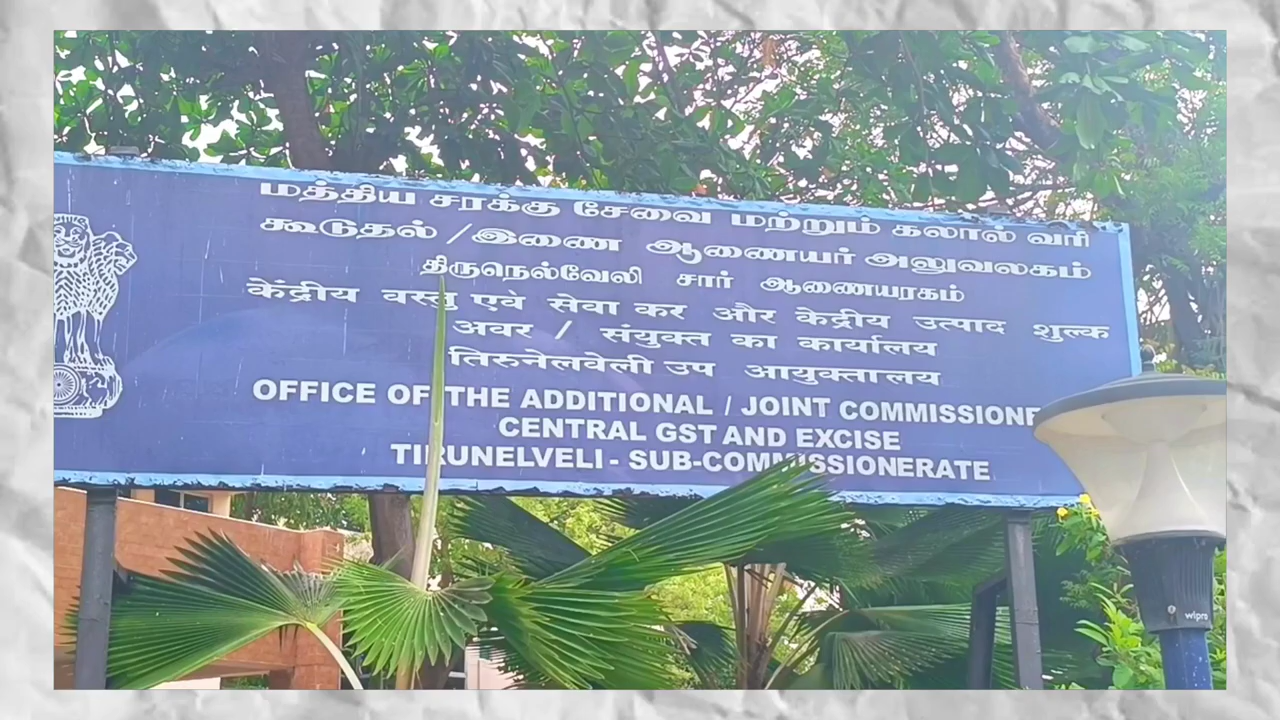 மத்திய சரக்கு சேவை மற்றும் கலால் வரி
கூடுதல் / இணை ஆணையர் அலுவலகம்
திருநெல்வேலி சார் ஆணையரகம்
केंद्रीय वस्तु एवं सेवा कर और केद्रीय उत्पाद शुल्क
अवर / संयुक्त का कार्यालय
तिरुनेलवेली उप आयुक्तालय
OFFICE OF THE ADDITIONAL / JOINT COMMISSIONE
CENTRAL GST AND EXCISE
TIRUNELVELI - SUB-COMMISSIONERATE
wipro